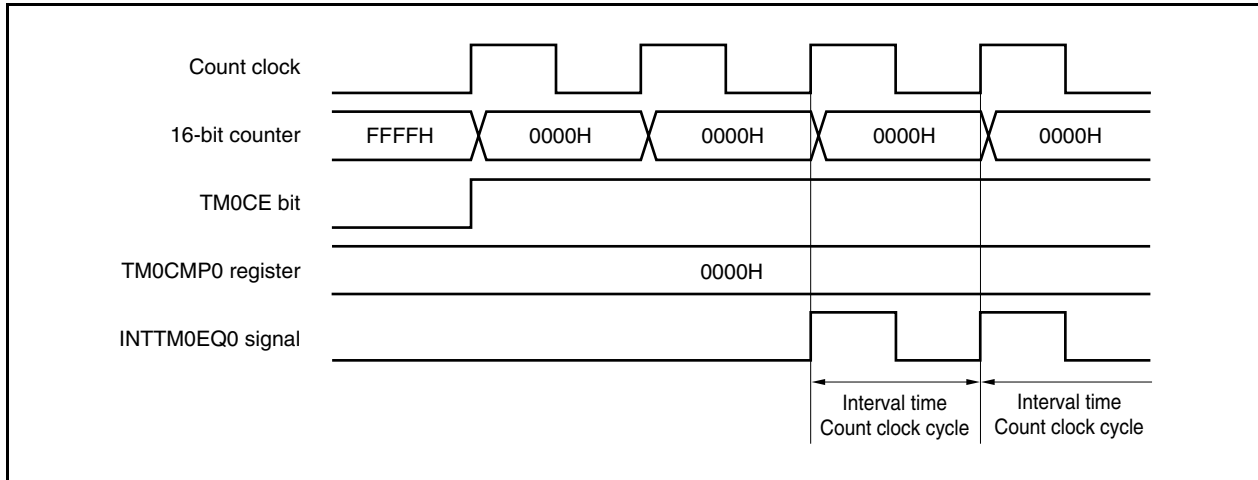 Count clock
16-bit counter FFFFH 0000H 0000H 0000H 0000H
TM0CE bit
TM0CMP0 register 0000H
INTTM0EQ0 signal
Interval time Interval time
Count clock cycle Count clock cycle